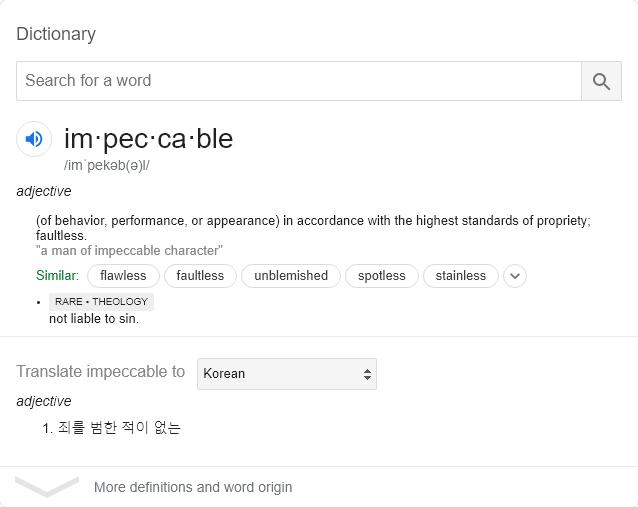 Dictionary
Search for a word
im·pec·ca·ble
/imˈpekəb(ə)l/
adjective
(of behavior, performance, or appearance) in accordance with the highest standards of propriety;
faultless.
"a man of impeccable character"
Similar: flawless faultless unblemished spotless stainless
• RARE • THEOLOGY
not liable to sin.
Translate impeccable to Korean
adjective
1. 죄를 범한 적이 없는
More definitions and word origin